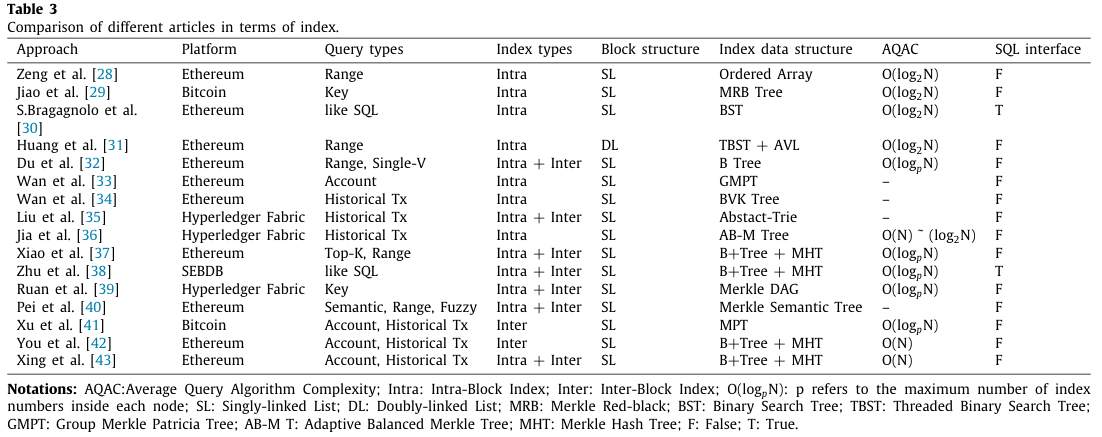 Table 3
Comparison of different articles in terms of index.
Approach Platform Query types Index types Block structure Index data structure AQAC SQL interface
Zeng et al. [28] Ethereum Range Intra SL Ordered Array O(log₂N) F
Jiao et al. [29] Bitcoin Key Intra SL MRB Tree O(log₂N) F
S.Bragagnolo et al. Ethereum like SQL Intra SL BST O(log₂N) T
[30]
Huang et al. [31] Ethereum Range Intra DL TBST + AVL O(log₂N) F
Du et al. [32] Ethereum Range, Single-V Intra + Inter SL B Tree O(logₚN) F
Wan et al. [33] Ethereum Account Intra SL GMPT – F
Wan et al. [34] Ethereum Historical Tx Intra SL BVK Tree – F
Liu et al. [35] Hyperledger Fabric Historical Tx Intra + Inter SL Abstact-Trie – F
Jia et al. [36] Hyperledger Fabric Historical Tx Intra SL AB-M Tree O(N) ~ (log₂N) F
Xiao et al. [37] Ethereum Top-K, Range Intra + Inter SL B+Tree + MHT O(logₚN) F
Zhu et al. [38] SEBDB like SQL Intra + Inter SL B+Tree + MHT O(logₚN) T
Ruan et al. [39] Hyperledger Fabric Key Intra + Inter SL Merkle DAG O(logₚN) F
Pei et al. [40] Ethereum Semantic, Range, Fuzzy Intra + Inter SL Merkle Semantic Tree – F
Xu et al. [41] Bitcoin Account, Historical Tx Inter SL MPT O(logₚN) F
You et al. [42] Ethereum Account, Historical Tx Inter SL B+Tree + MHT O(N) F
Xing et al. [43] Ethereum Account, Historical Tx Intra + Inter SL B+Tree + MHT O(N) F
Notations: AQAC:Average Query Algorithm Complexity; Intra: Intra-Block Index; Inter: Inter-Block Index; O(logₚN): p refers to the maximum number of index
numbers inside each node; SL: Singly-linked List; DL: Doubly-linked List; MRB: Merkle Red-black; BST: Binary Search Tree; TBST: Threaded Binary Search Tree;
GMPT: Group Merkle Patricia Tree; AB-M T: Adaptive Balanced Merkle Tree; MHT: Merkle Hash Tree; F: False; T: True.